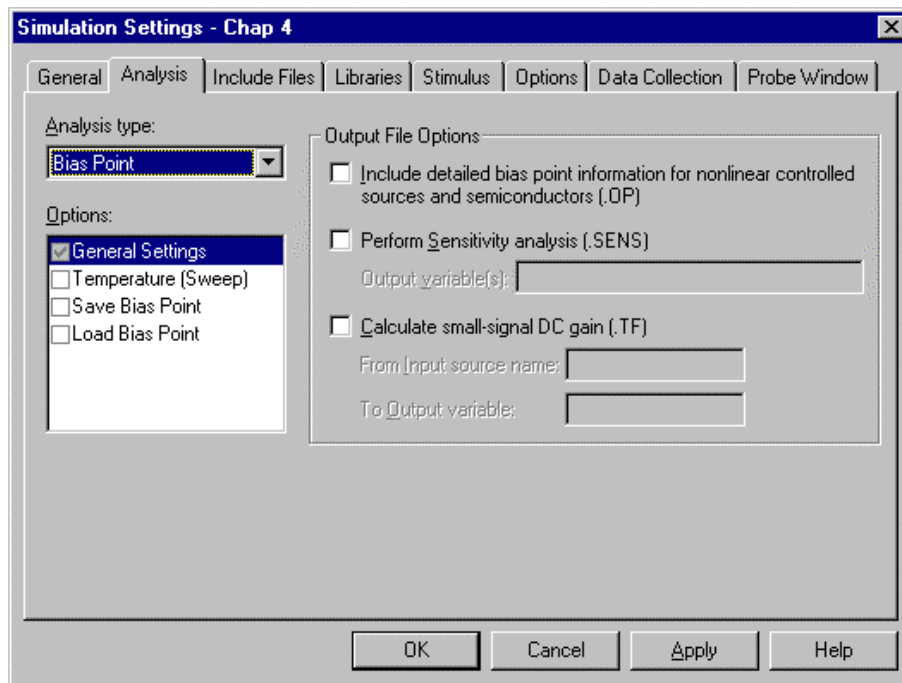 Simulation Settings - Chap 4
General Analysis Include Files Libraries Stimulus Options Data Collection Probe Window
Analysis type:
Bias Point
Options:
General Settings
Temperature (Sweep)
Save Bias Point
Load Bias Point
Output File Options
Include detailed bias point information for nonlinear controlled
sources and semiconductors (.OP)
Perform Sensitivity analysis (.SENS)
Output variable(s):
Calculate small-signal DC gain (.TF)
From Input source name:
To Output variable:
OK Cancel Apply Help